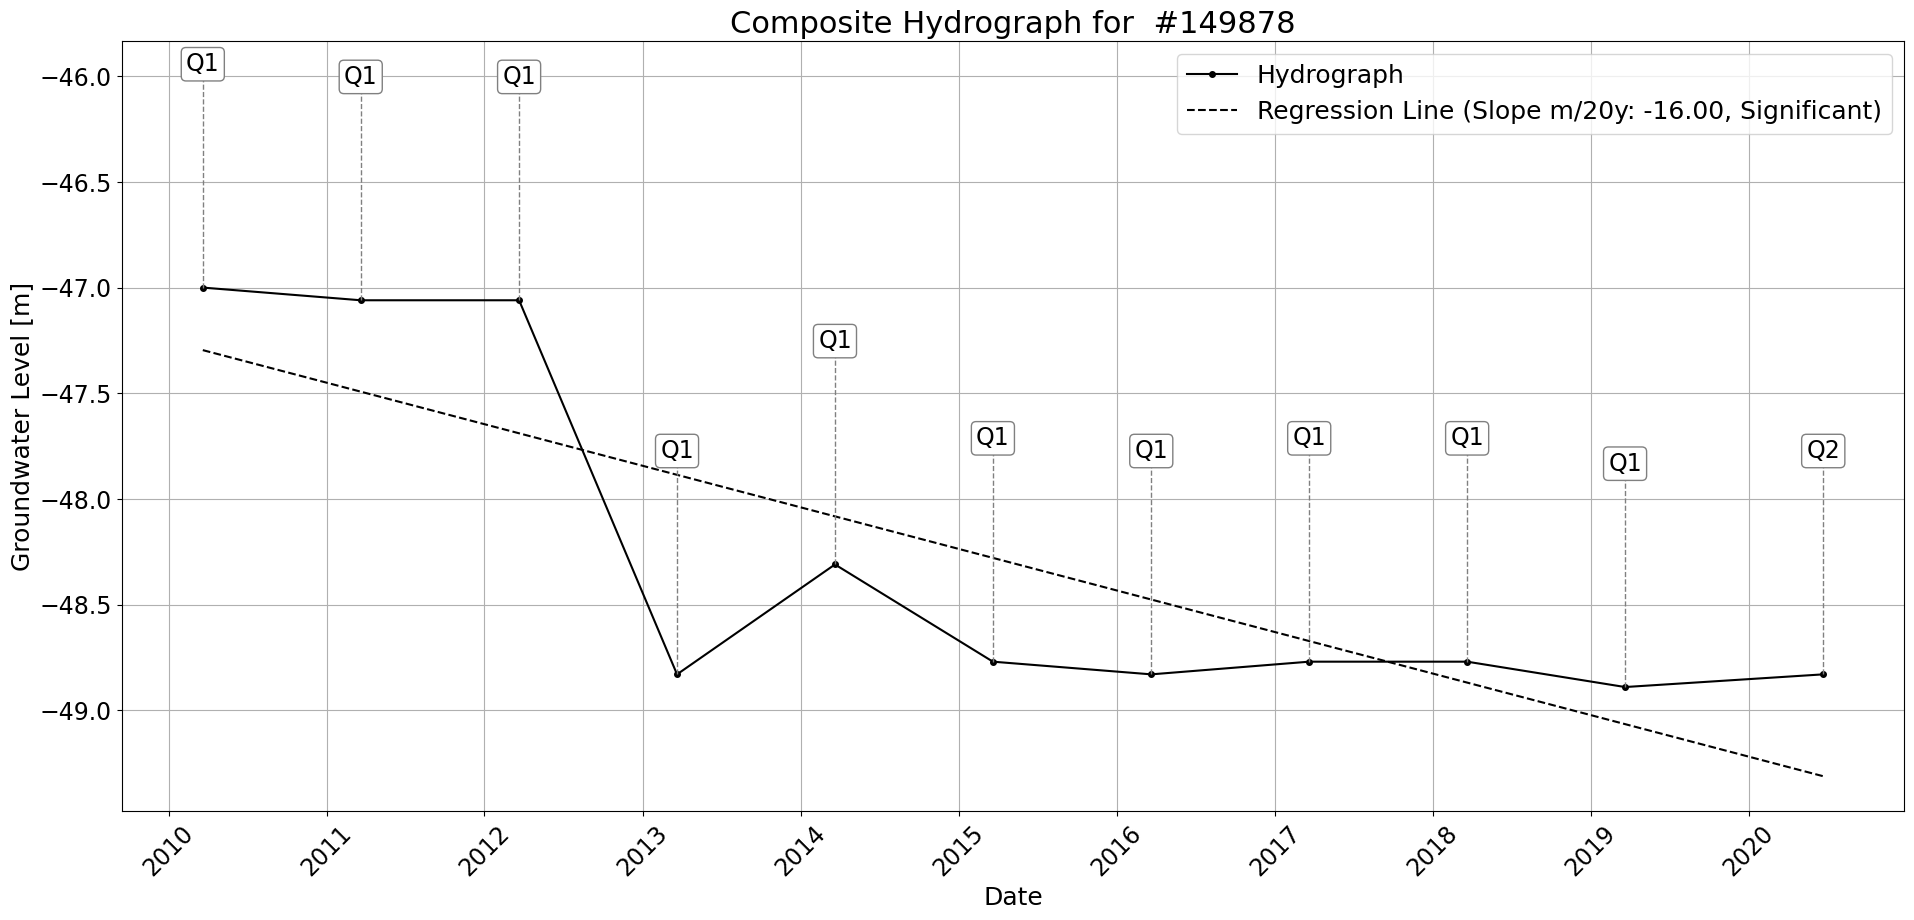 Composite Hydrograph for #149878
Hydrograph
Regression Line (Slope m/20y: -16.00, Significant)
Groundwater Level [m]
−46.0
−46.5
−47.0
−47.5
−48.0
−48.5
−49.0
Q1
Q1
Q1
Q1
Q1
Q1
Q1
Q1
Q1
Q1
Q2
2010
2011
2012
2013
2014
2015
2016
2017
2018
2019
2020
Date